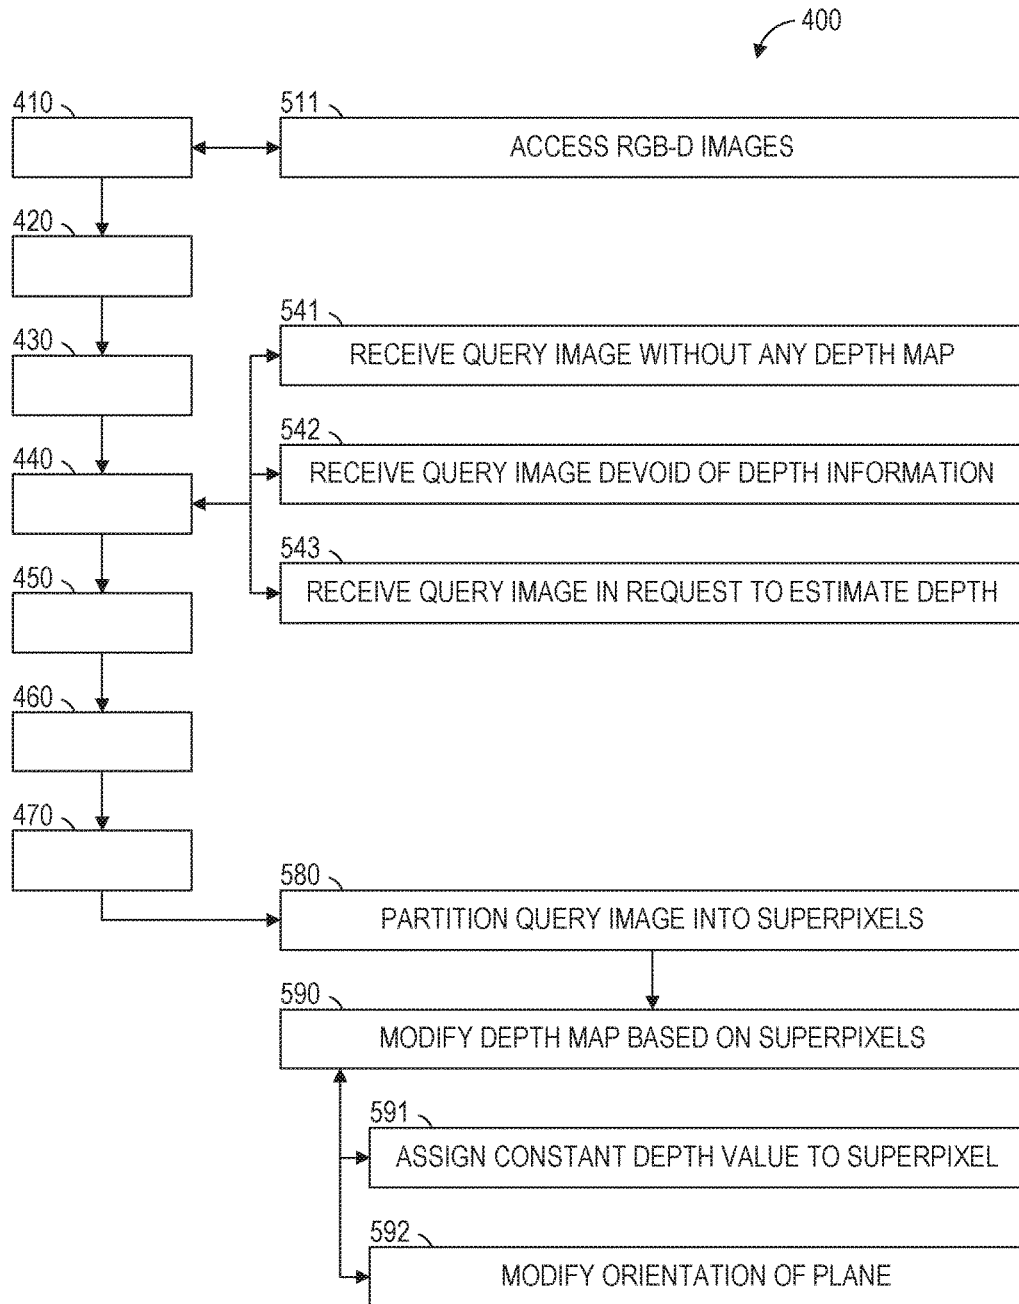 400
410
511
ACCESS RGB-D IMAGES
420
430
541
RECEIVE QUERY IMAGE WITHOUT ANY DEPTH MAP
440
542
RECEIVE QUERY IMAGE DEVOID OF DEPTH INFORMATION
543
RECEIVE QUERY IMAGE IN REQUEST TO ESTIMATE DEPTH
450
460
470
580
PARTITION QUERY IMAGE INTO SUPERPIXELS
590
MODIFY DEPTH MAP BASED ON SUPERPIXELS
591
ASSIGN CONSTANT DEPTH VALUE TO SUPERPIXEL
592
MODIFY ORIENTATION OF PLANE